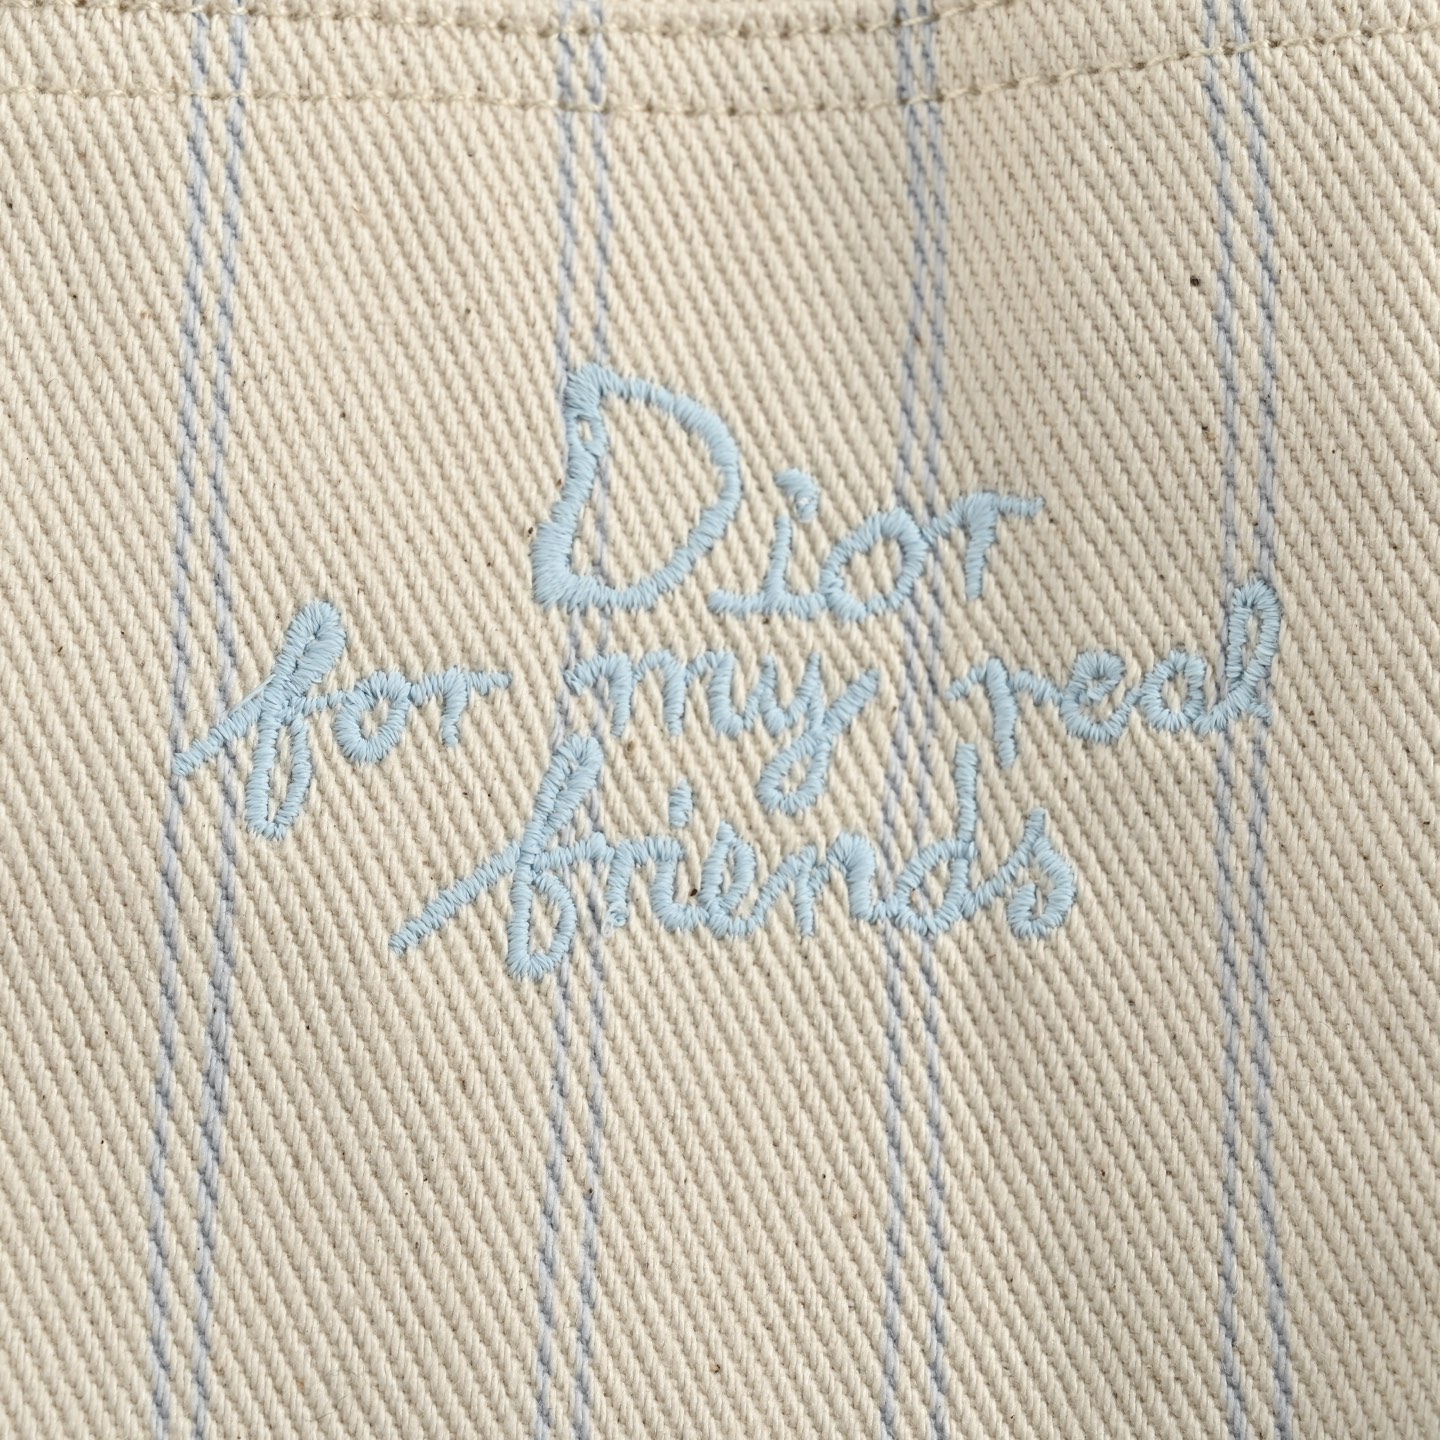 Dior
for my real
friends